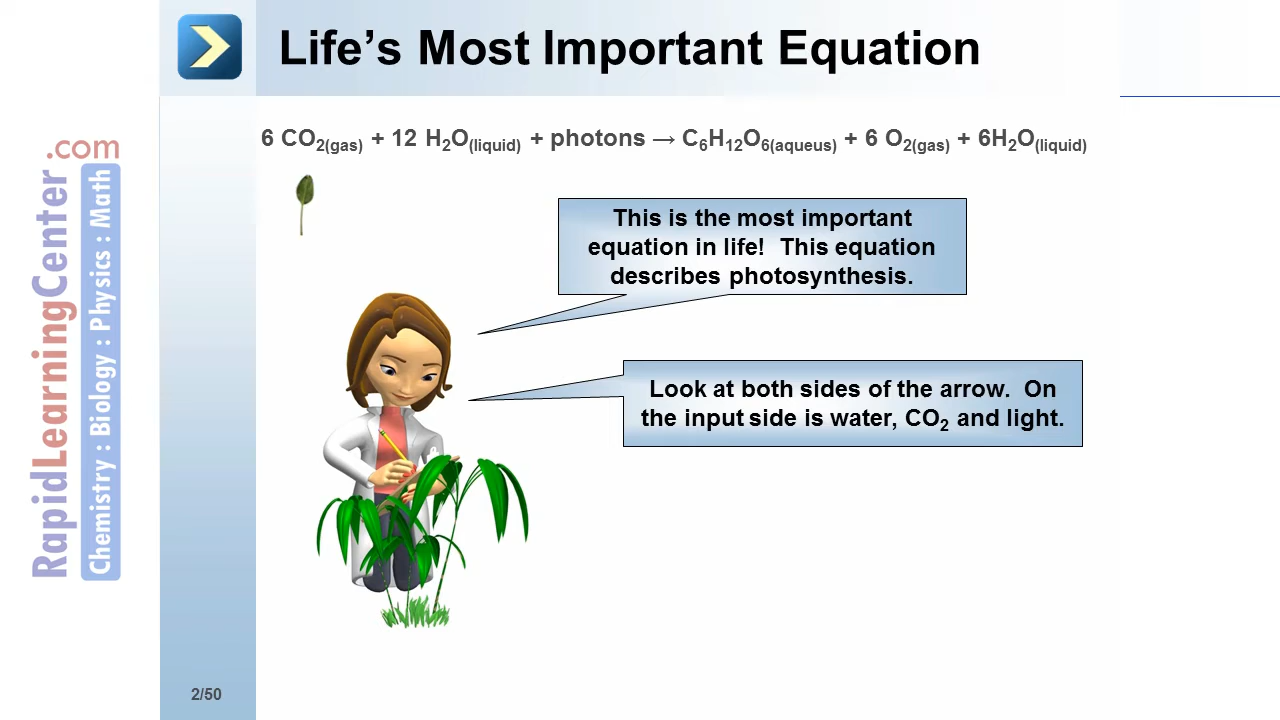 Life's Most Important Equation
6 CO2(gas) + 12 H2O(liquid) + photons → C6H12O6(aqueus) + 6 O2(gas) + 6H2O(liquid)
This is the most important
equation in life! This equation
describes photosynthesis.
Look at both sides of the arrow. On
the input side is water, CO2 and light.
RapidLearningCenter.com
Chemistry : Biology : Physics : Math
2/50